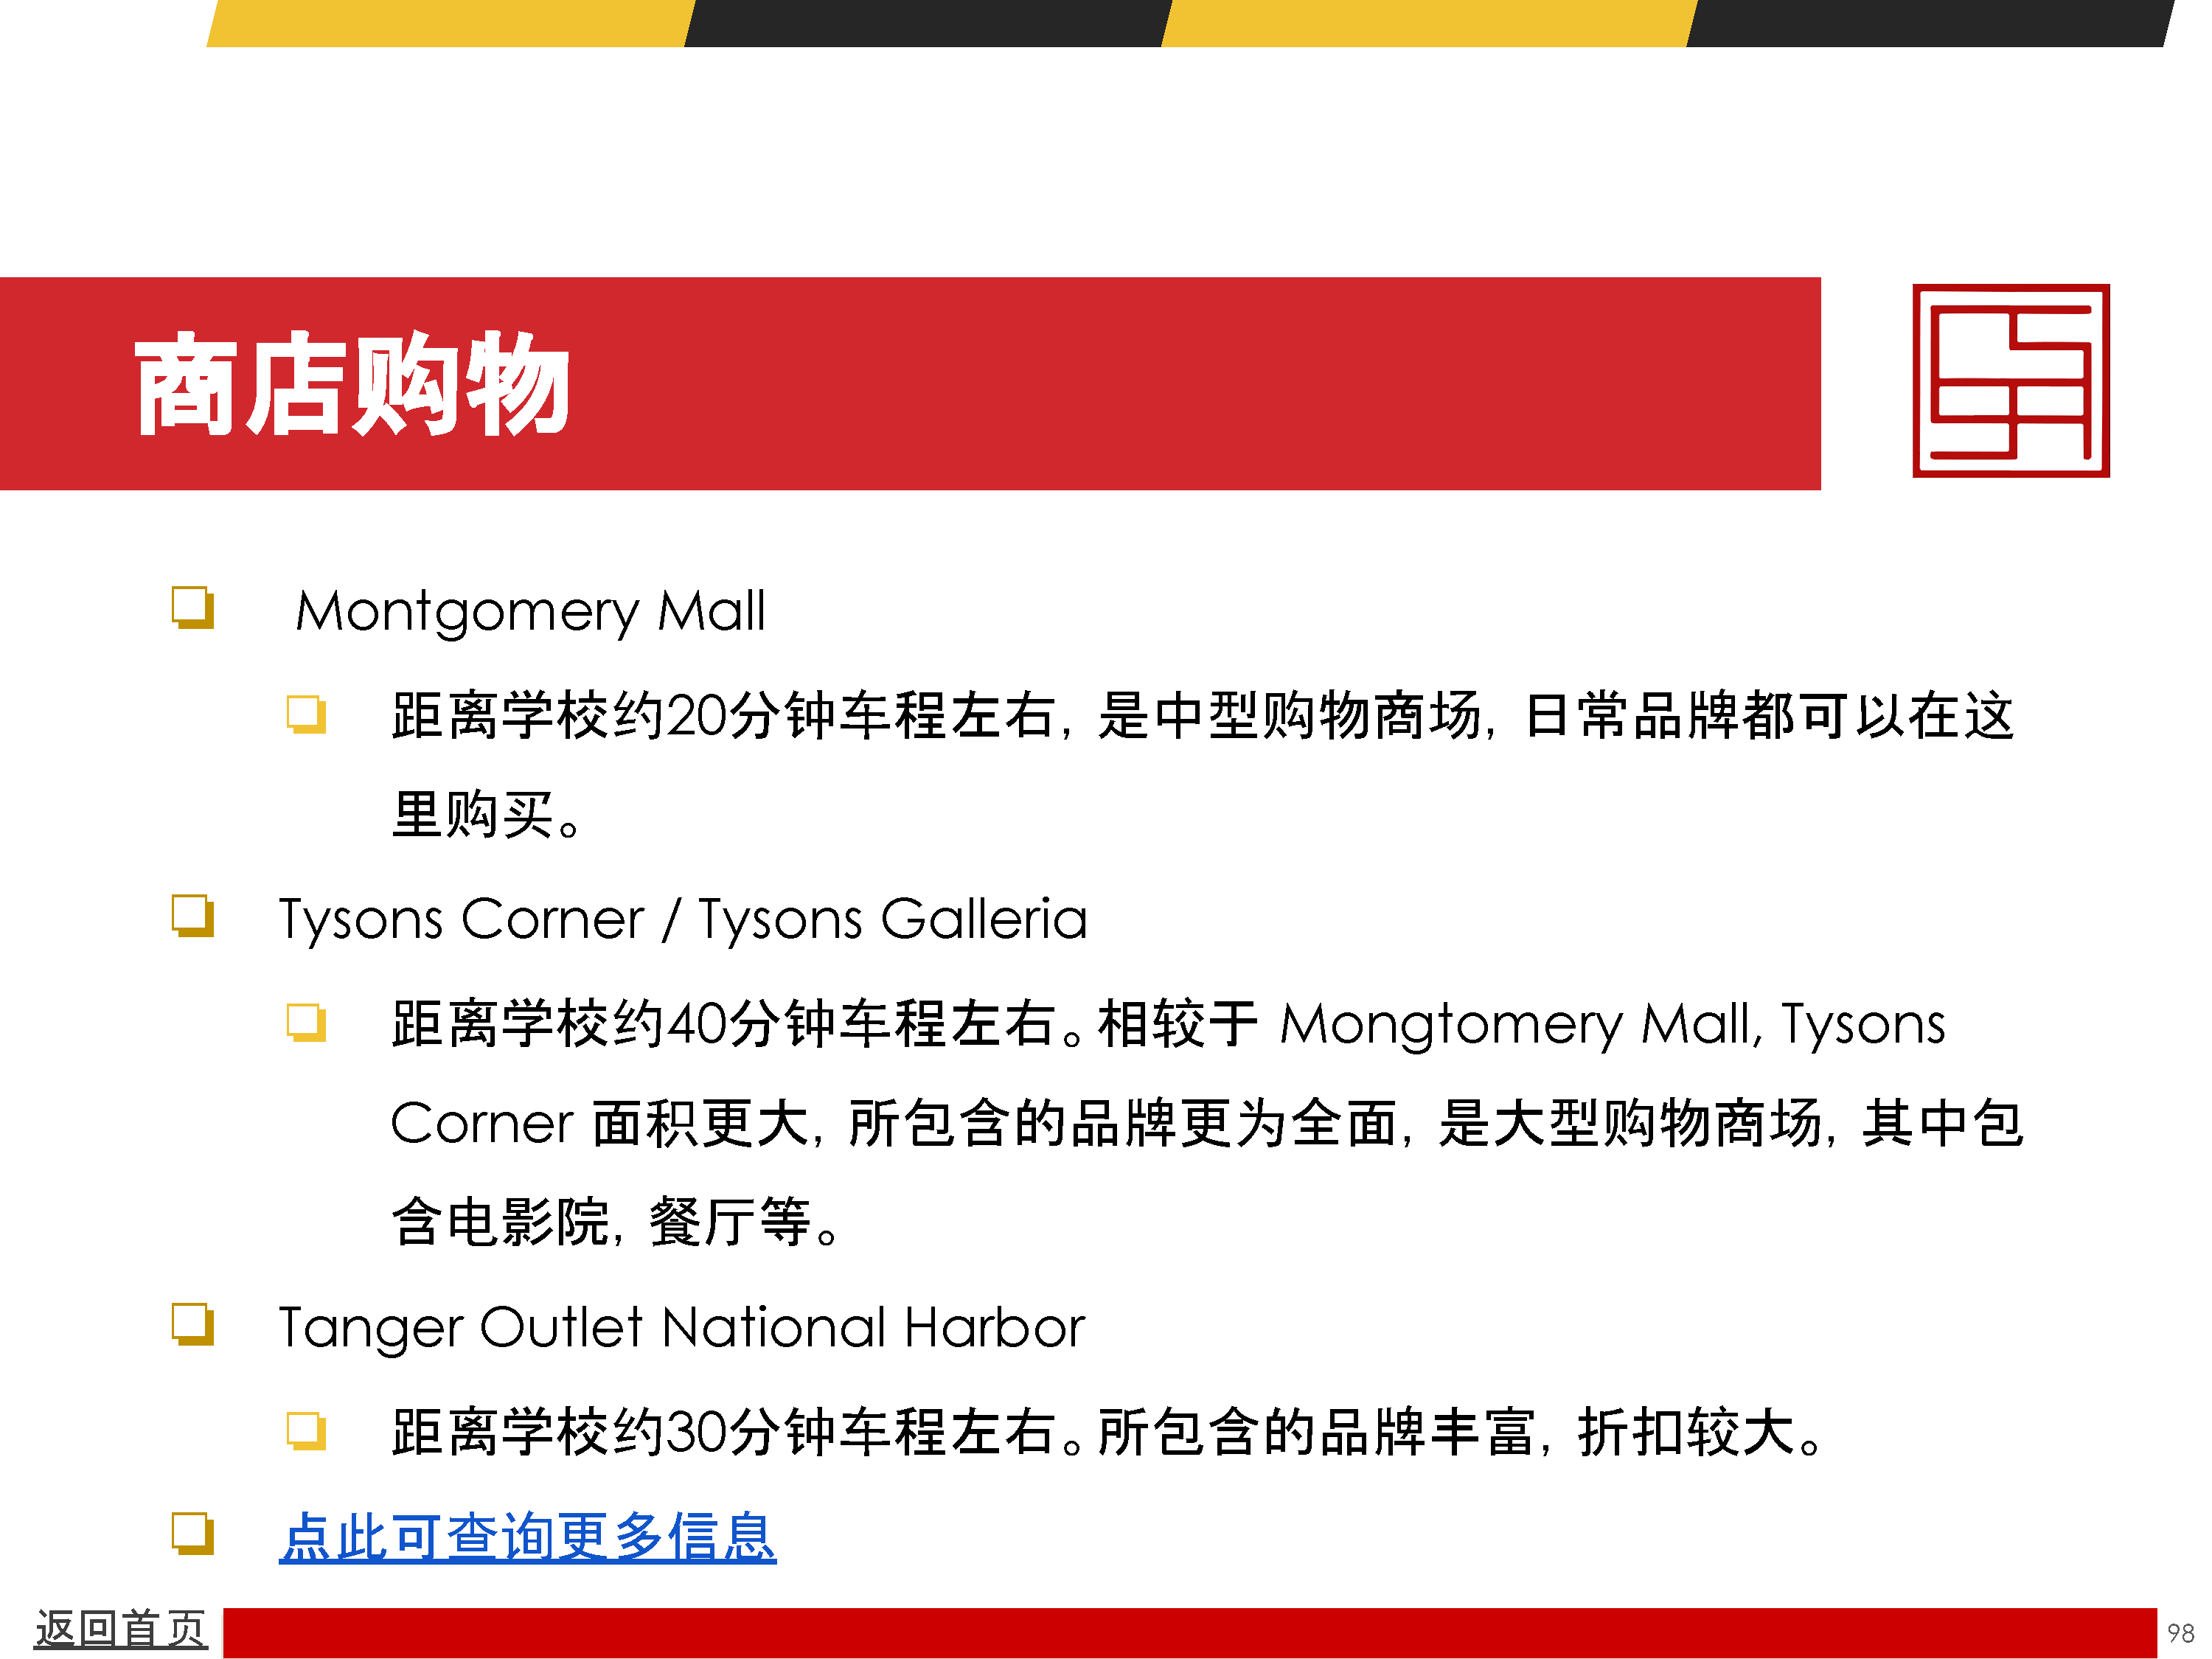 商店购物
Montgomery Mall
距离学校约20分钟车程左右，是中型购物商场，日常品牌都可以在这
里购买。
Tysons Corner / Tysons Galleria
距离学校约40分钟车程左右。相较于 Mongtomery Mall, Tysons
Corner 面积更大，所包含的品牌更为全面，是大型购物商场，其中包
含电影院，餐厅等。
Tanger Outlet National Harbor
距离学校约30分钟车程左右。所包含的品牌丰富，折扣较大。
点此可查询更多信息
返回首页
98